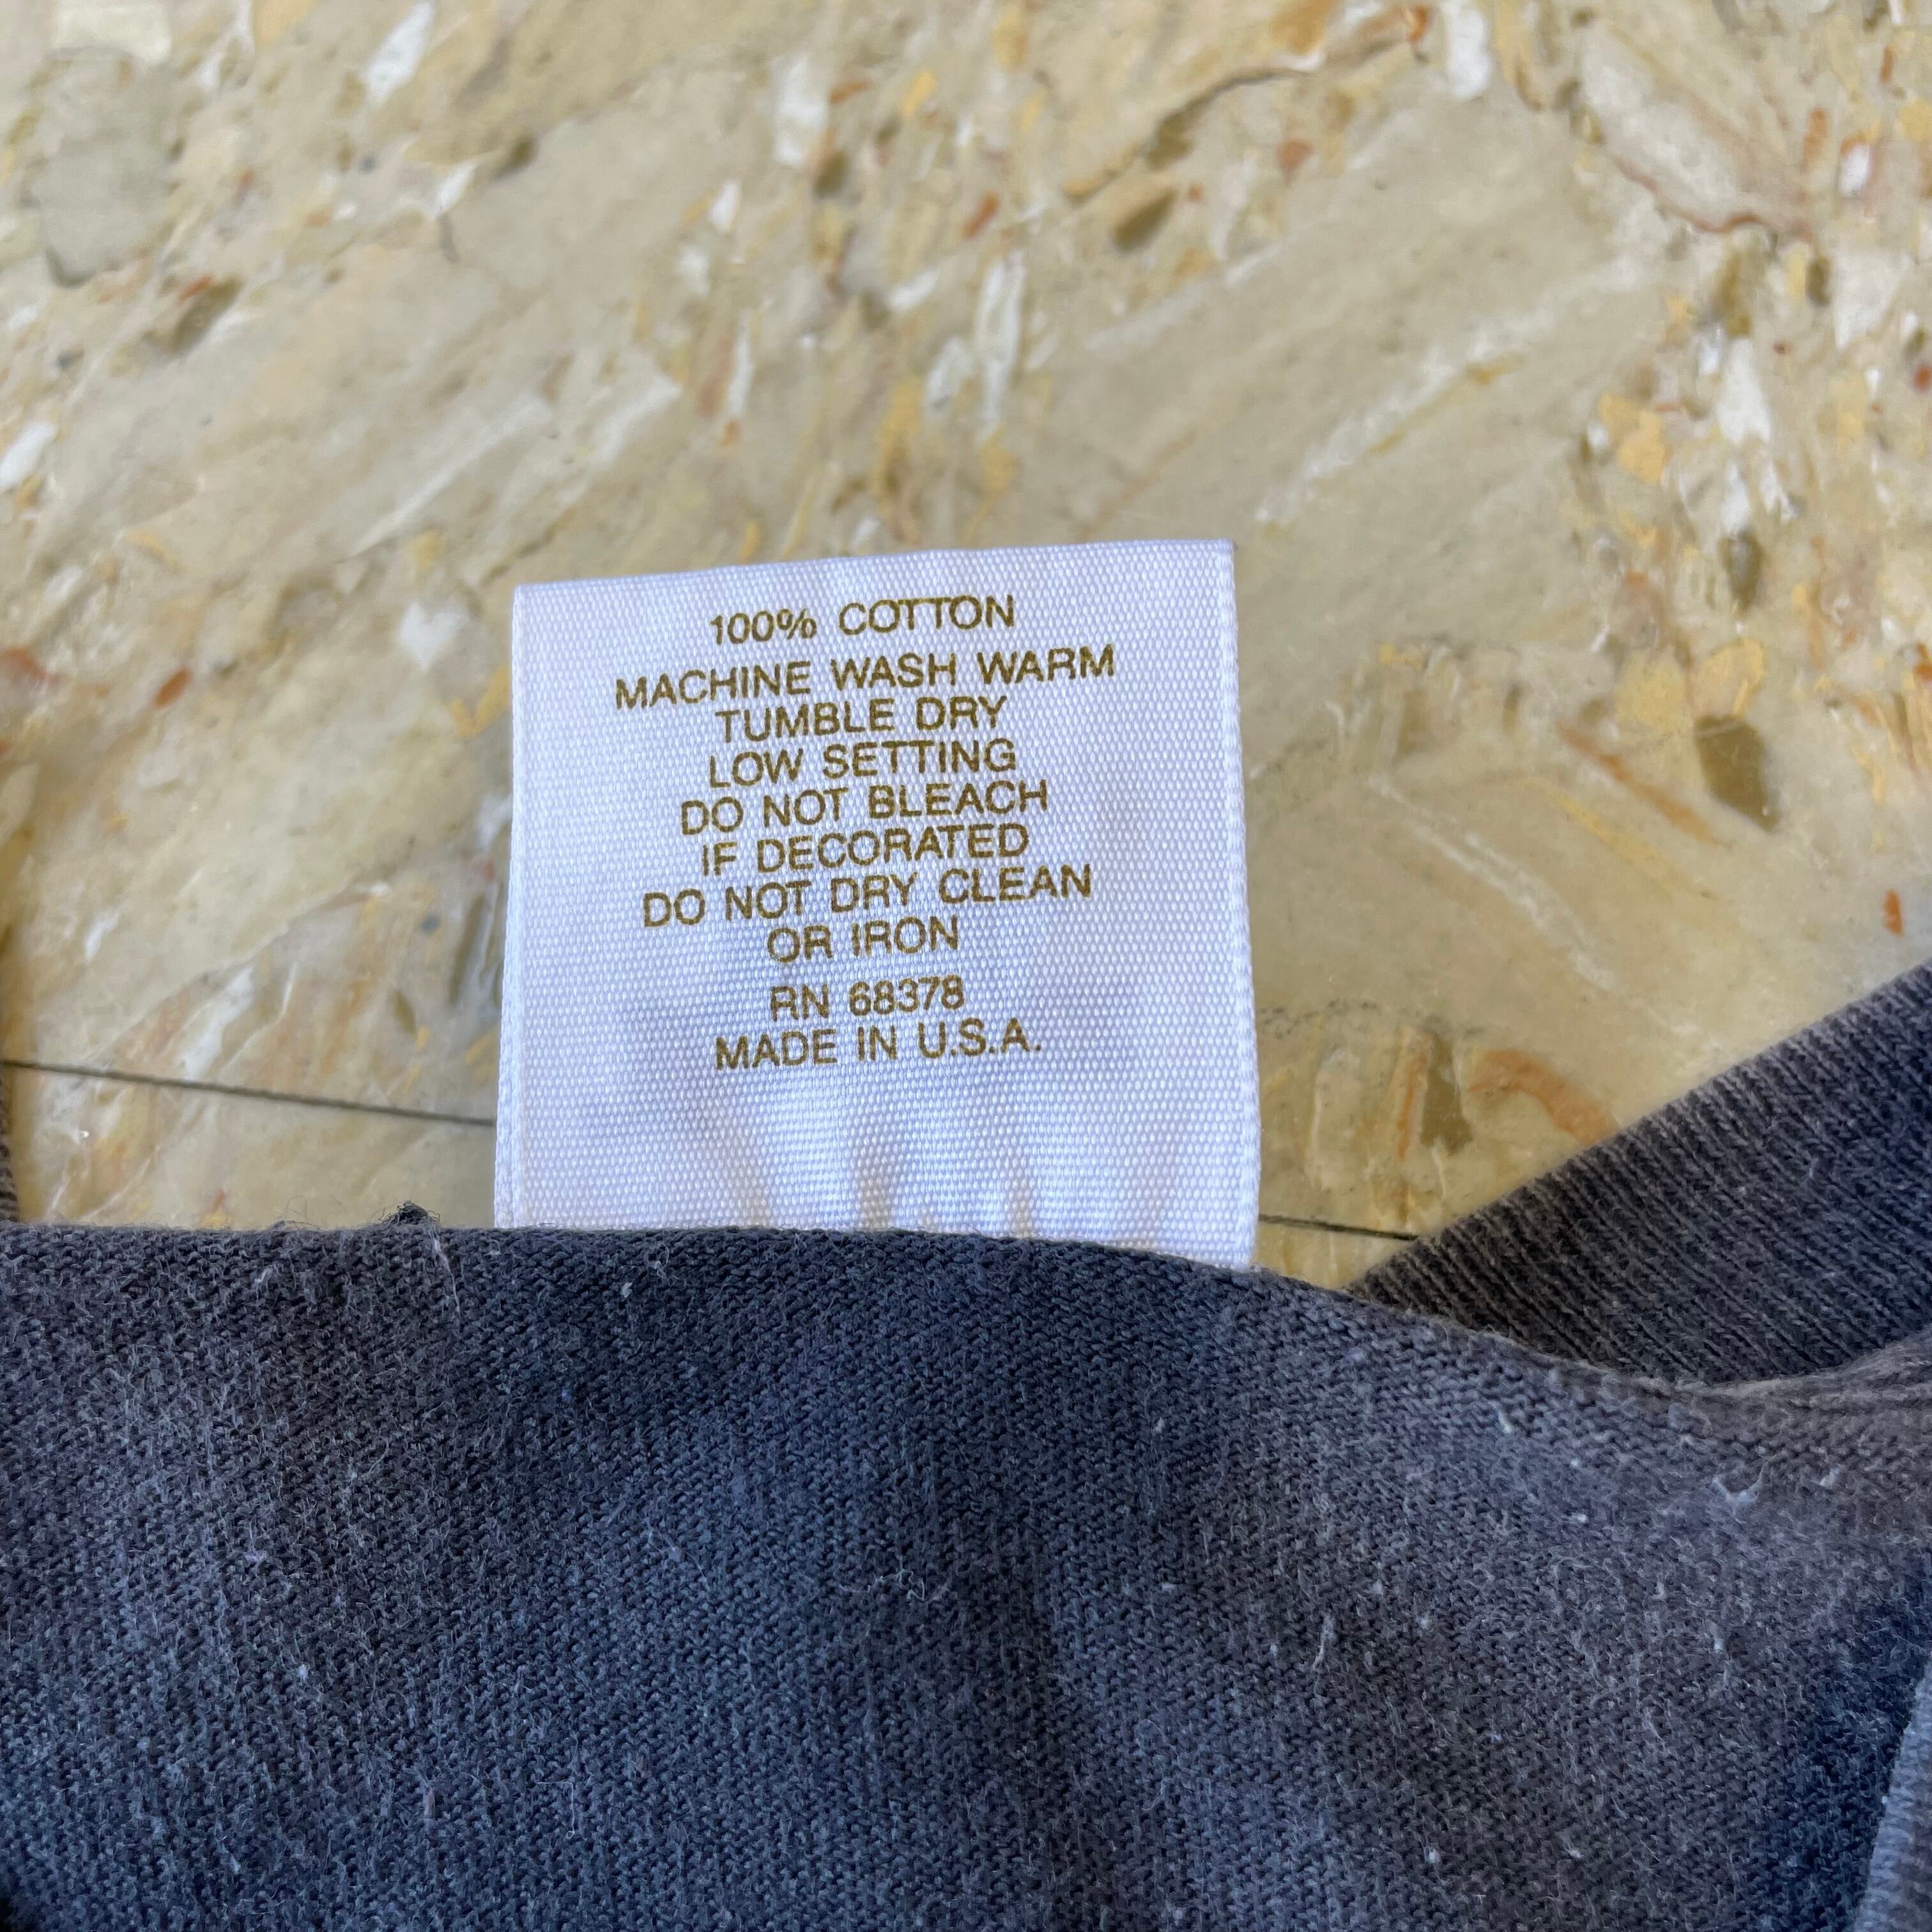 100% COTTON
MACHINE WASH WARM
TUMBLE DRY
LOW SETTING
DO NOT BLEACH
IF DECORATED
DO NOT DRY CLEAN
OR IRON
RN 68378
MADE IN U.S.A.